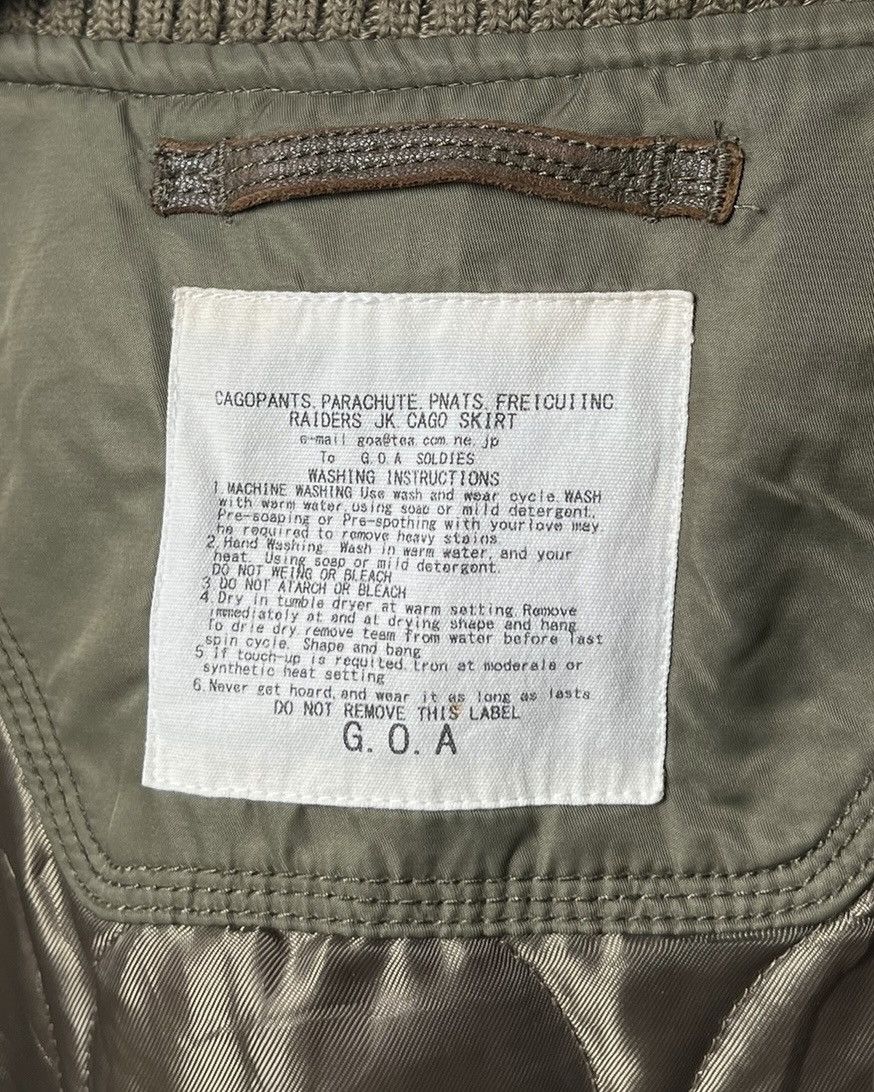 CAGOPANTS. PARACHUTE. PNATS. FREICUIINC
RAIDERS JK CAGO SKIRT
e-mail goa@tea.com.ne.jp
To G.O.A SOLDIES
WASHING INSTRUCTIONS
1. MACHINE WASHING Use wash and wear cycle. WASH
with warm water, using soap or mild detergent.
Pre-soaping or Pre-spothing with yourlove may
he required to remove heavy stains
2. Hand Washing Wash in warm water, and your
heat. Using soap or mild detergent.
DO NOT WEING OR BLEACH
3 DO NOT ATARCH OR BLEACH
4. Dry in tumble dryer at warm setting. Remove
immediately at end at drying shape and hang
To drie dry remove team from water before last
spin cycle. Shape and bang
5 If touch-up is requited. tron at moderale or
synthetic heat setting
6. Never get hoard, and wear it as long as lasts
DO NOT REMOVE THIS LABEL
G. O. A